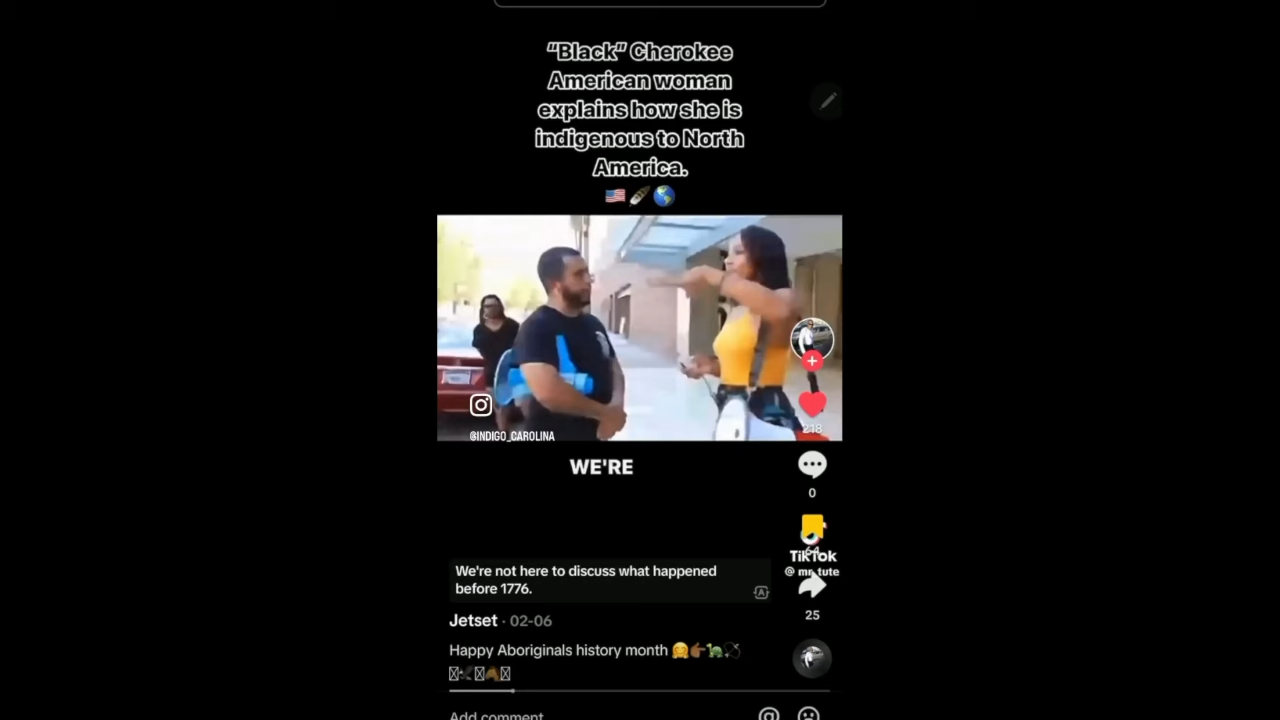 “Black” Cherokee
American woman
explains how she is
indigenous to North
America.
@INDIGO_CAROLINA
218
WE'RE
0
64
TikTok
@ mr_tute
We're not here to discuss what happened
before 1776.
25
Jetset · 02-06
Happy Aboriginals history month
Add comment